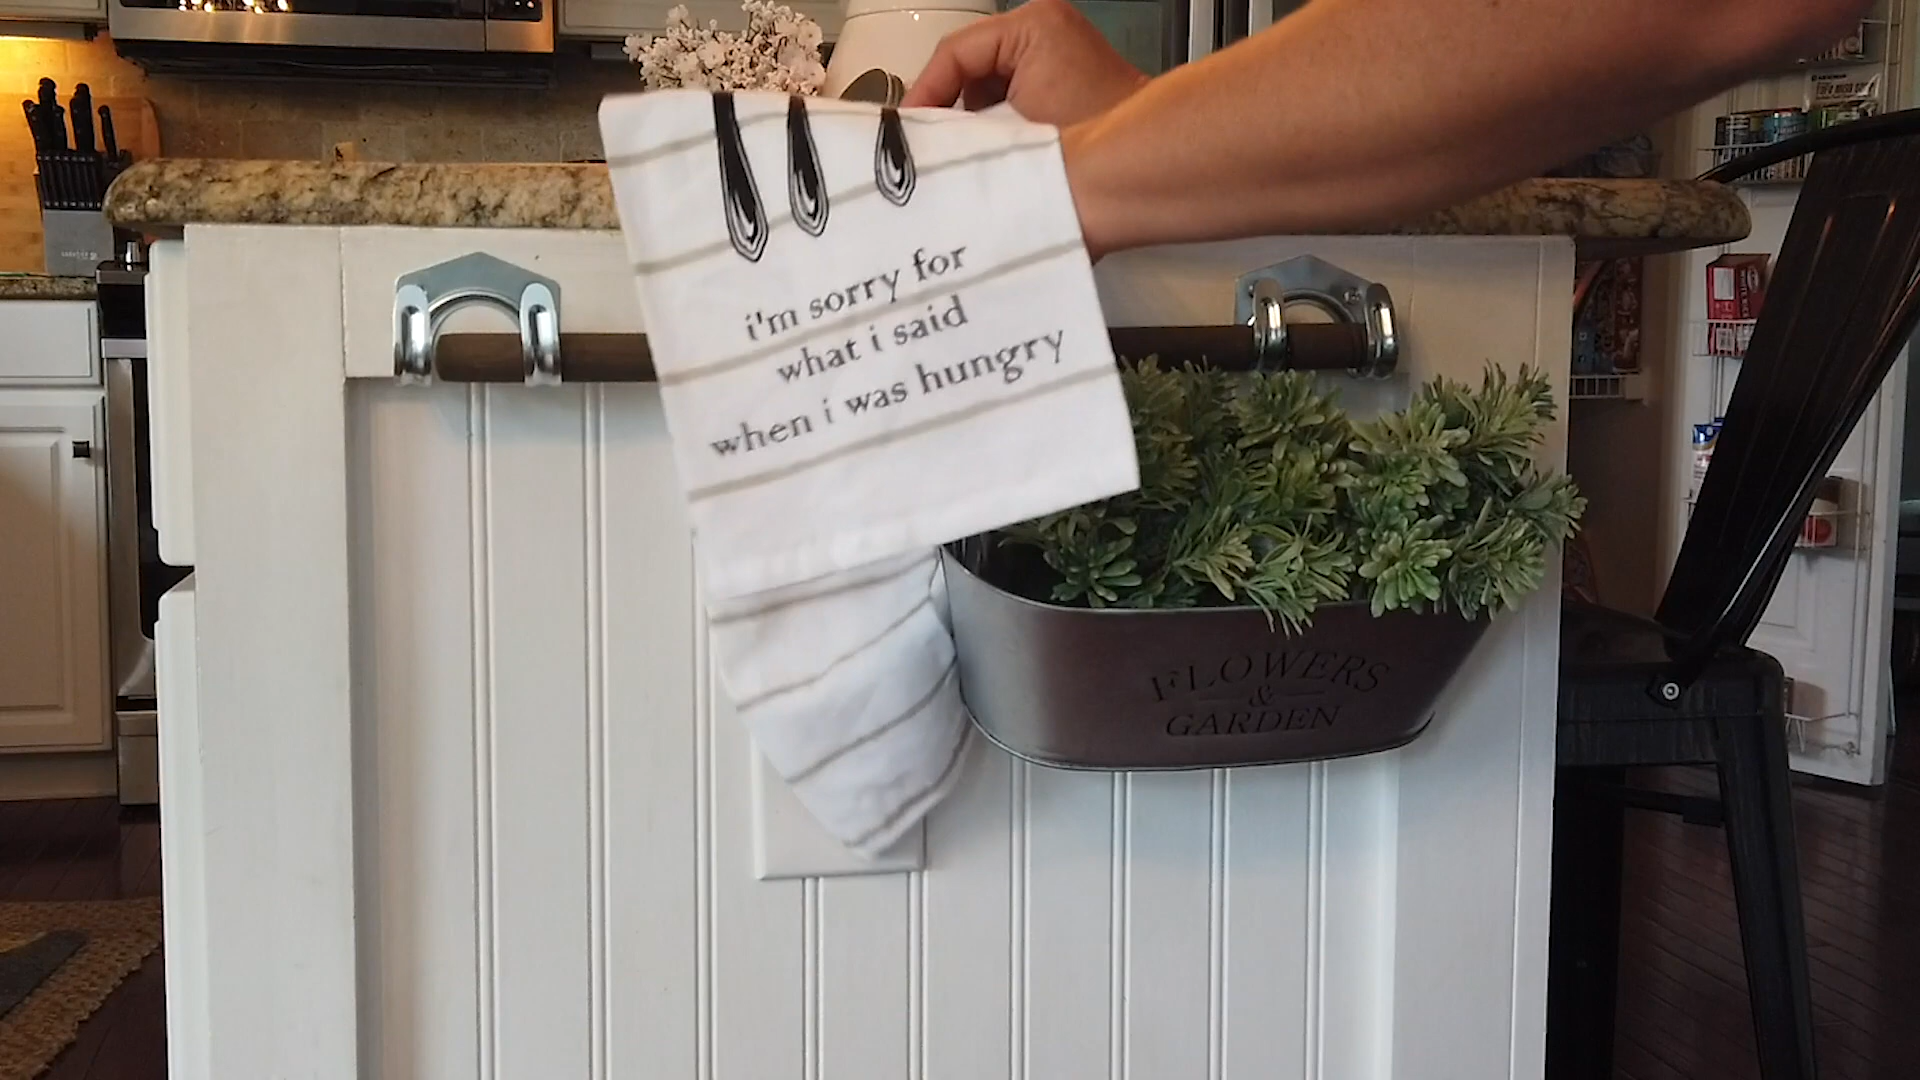 i'm sorry for
what i said
when i was hungry
FLOWERS
&
GARDEN